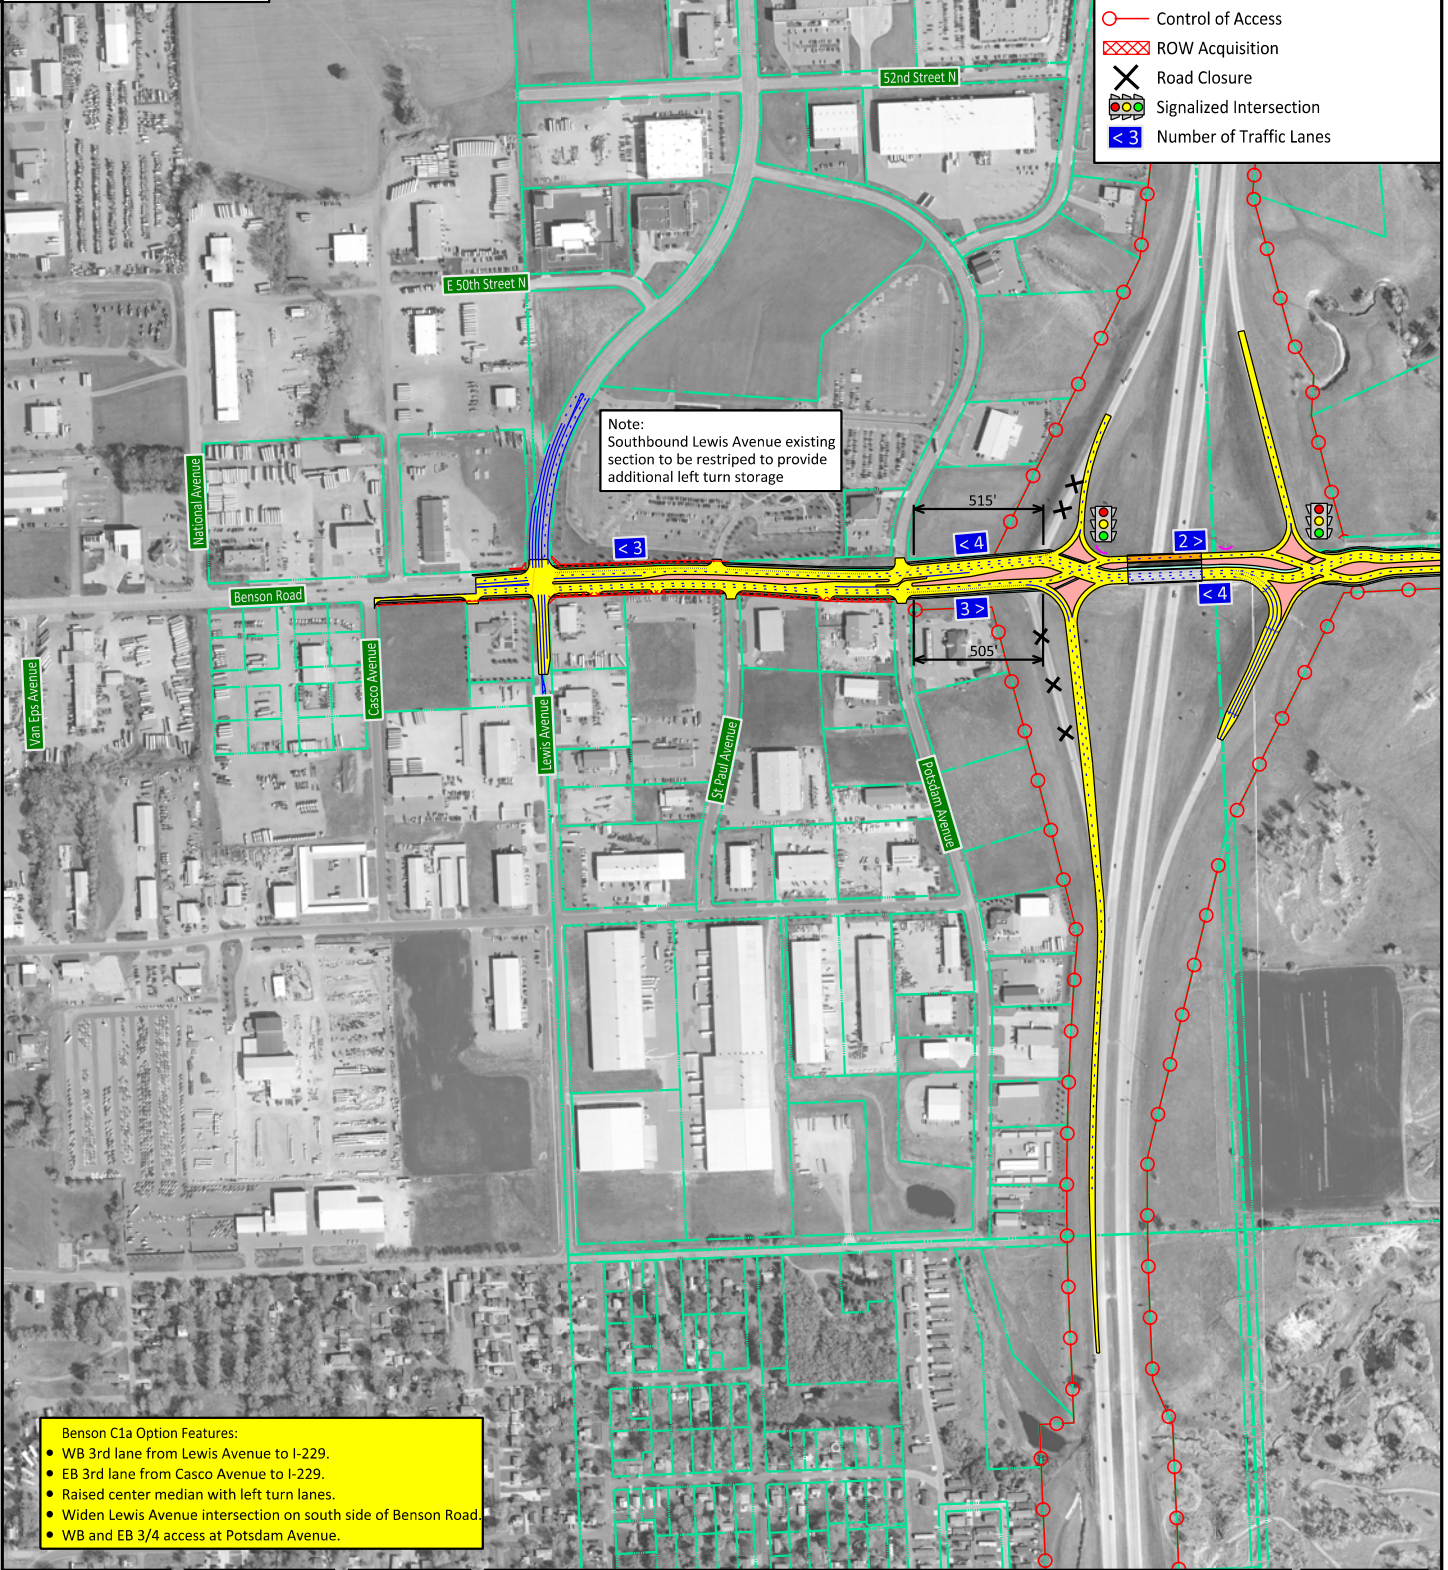 Control of Access
ROW Acquisition
Road Closure
Signalized Intersection
< 3 Number of Traffic Lanes
52nd Street N
E 50th Street N
Note:
Southbound Lewis Avenue existing
section to be restriped to provide
additional left turn storage
National Avenue
515'
< 3
< 4
2 >
Benson Road
3 >
< 4
505'
Van Eps Avenue
Casco Avenue
Lewis Avenue
St Paul Avenue
Potsdam Avenue
Benson C1a Option Features:
• WB 3rd lane from Lewis Avenue to I-229.
• EB 3rd lane from Casco Avenue to I-229.
• Raised center median with left turn lanes.
• Widen Lewis Avenue intersection on south side of Benson Road.
• WB and EB 3/4 access at Potsdam Avenue.